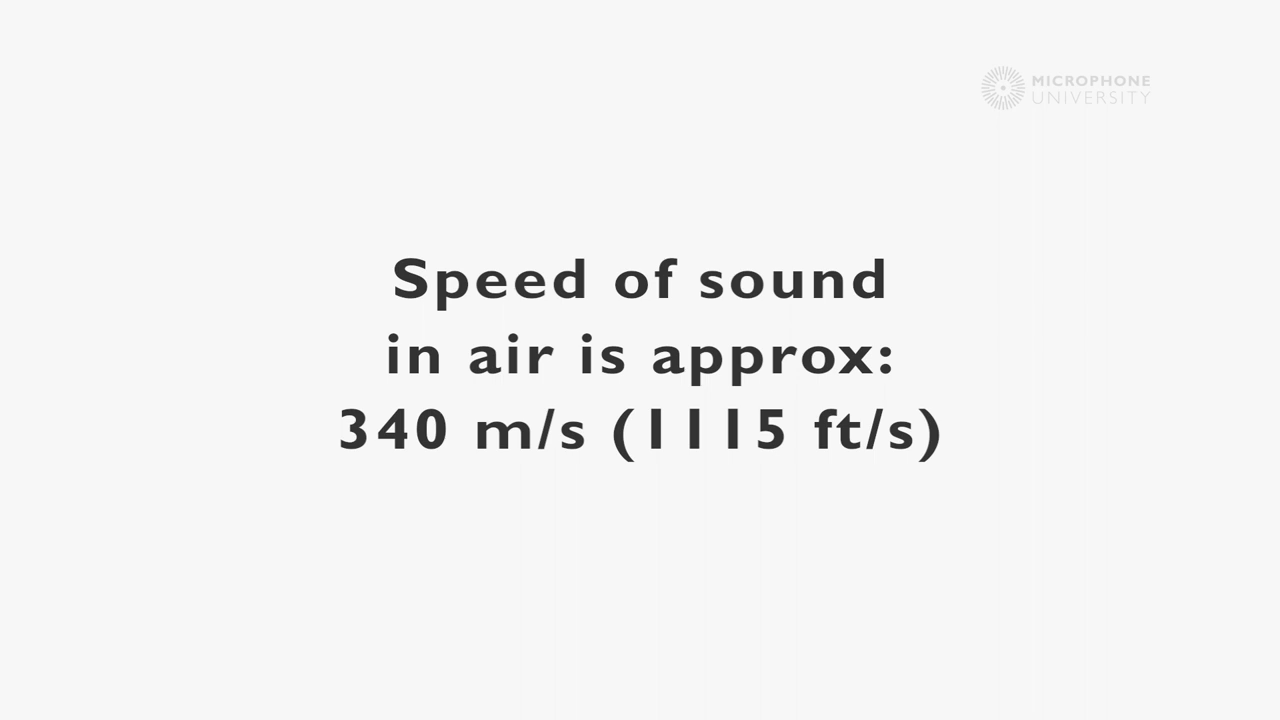 MICROPHONE
UNIVERSITY
Speed of sound
in air is approx:
340 m/s (1115 ft/s)